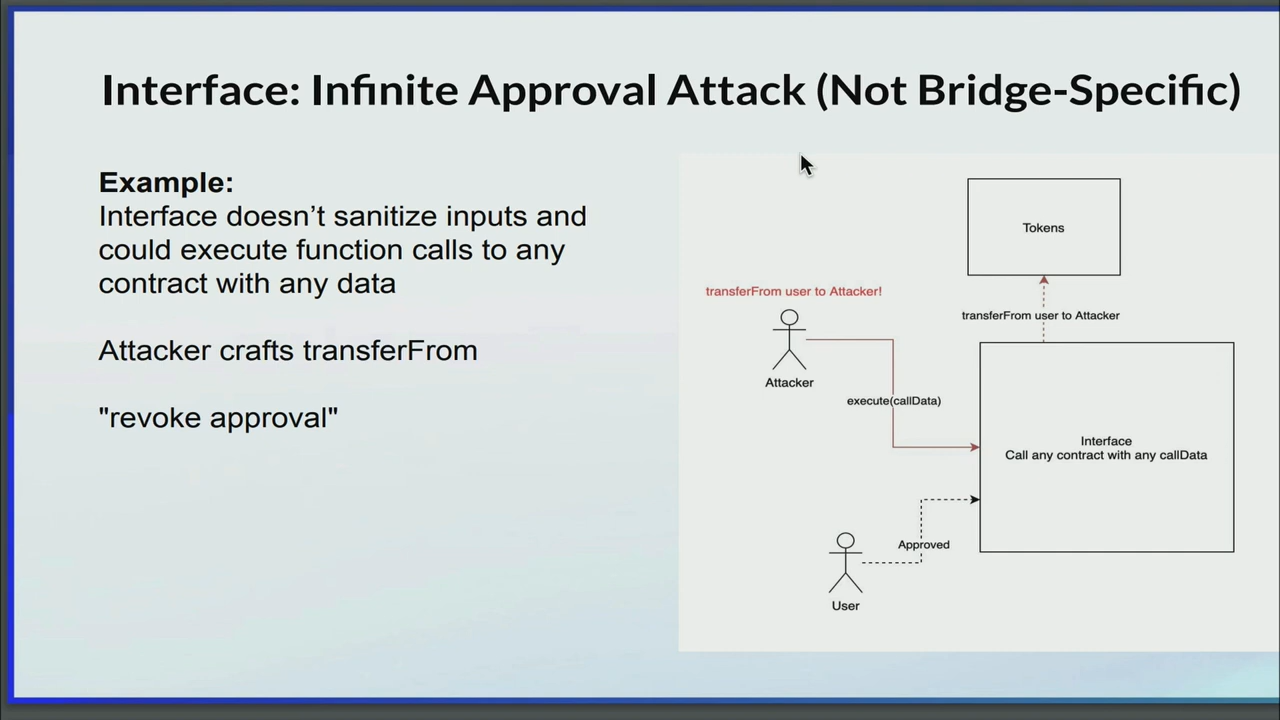 Interface: Infinite Approval Attack (Not Bridge-Specific)
Example:
Interface doesn’t sanitize inputs and
could execute function calls to any
contract with any data
Attacker crafts transferFrom
"revoke approval"
Tokens
transferFrom user to Attacker!
transferFrom user to Attacker
Attacker
execute(callData)
Interface
Call any contract with any callData
Approved
User